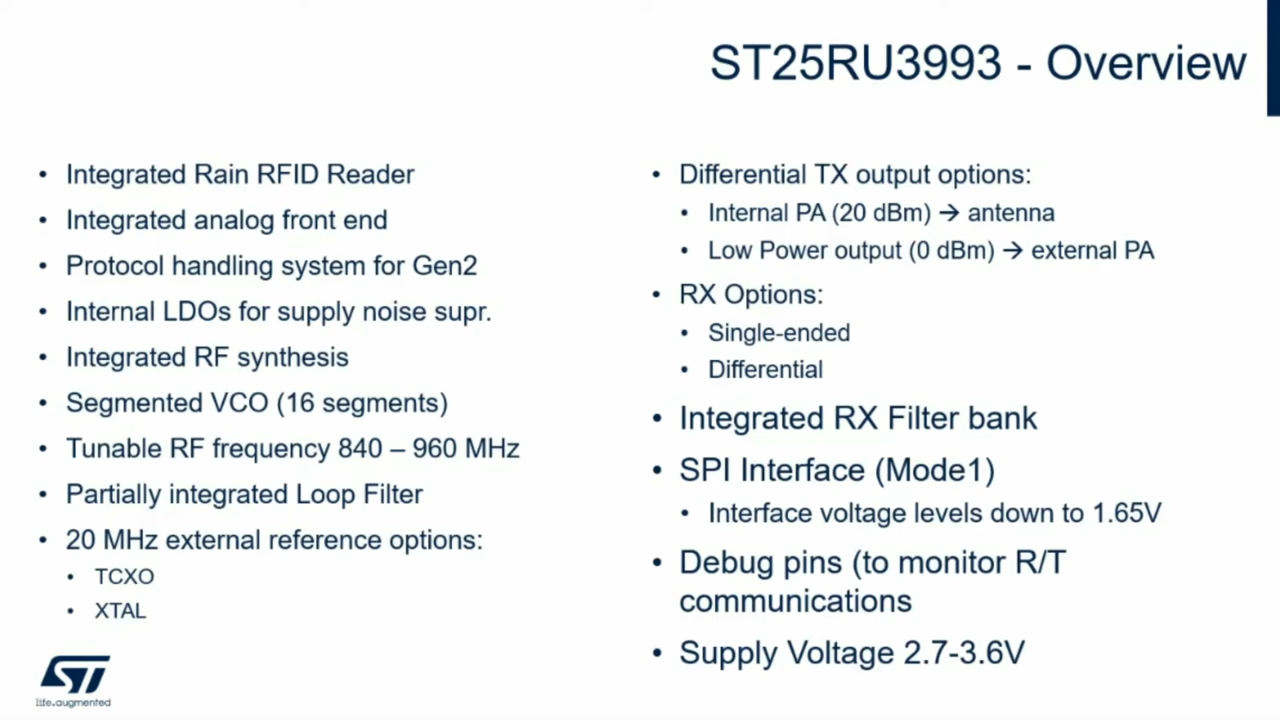 ST25RU3993 - Overview
• Integrated Rain RFID Reader
• Integrated analog front end
• Protocol handling system for Gen2
• Internal LDOs for supply noise supr.
• Integrated RF synthesis
• Segmented VCO (16 segments)
• Tunable RF frequency 840 – 960 MHz
• Partially integrated Loop Filter
• 20 MHz external reference options:
• TCXO
• XTAL
• Differential TX output options:
• Internal PA (20 dBm) → antenna
• Low Power output (0 dBm) → external PA
• RX Options:
• Single-ended
• Differential
• Integrated RX Filter bank
• SPI Interface (Mode1)
• Interface voltage levels down to 1.65V
• Debug pins (to monitor R/T
communications
• Supply Voltage 2.7-3.6V
ST
life.augmented